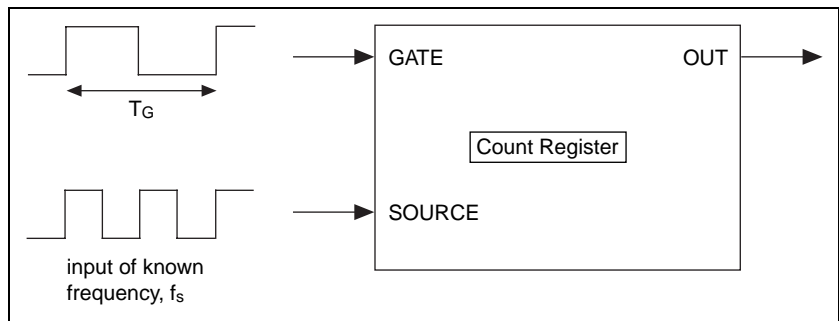 GATE
OUT
TG
Count Register
SOURCE
input of known
frequency, fs